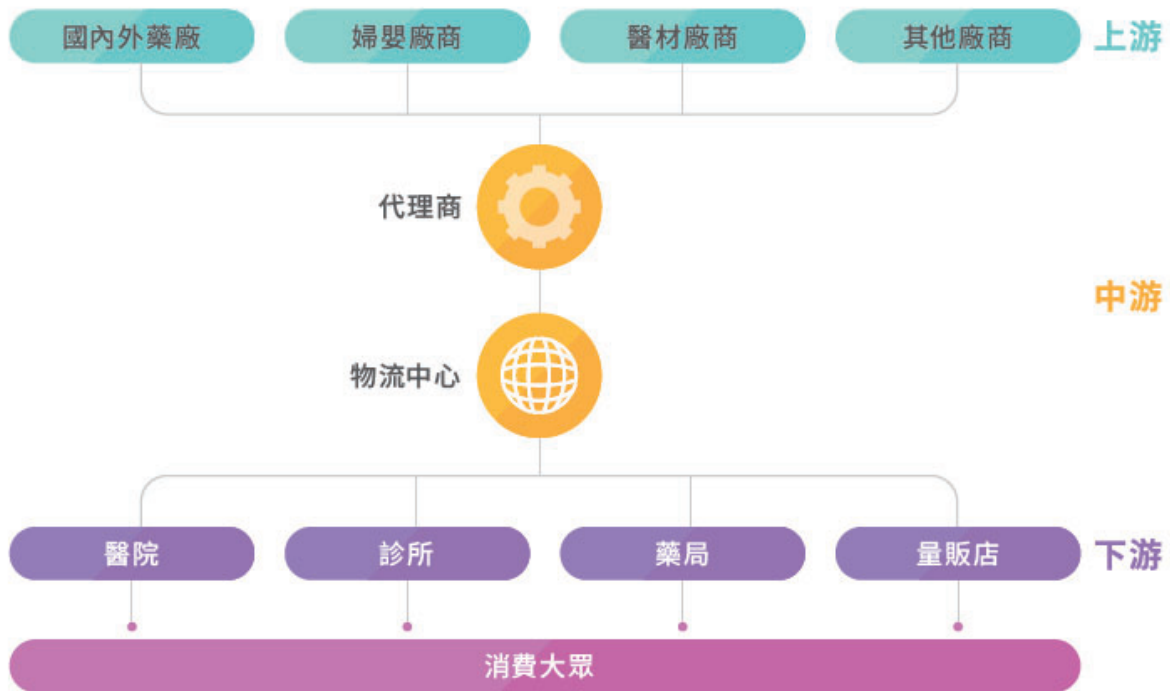 國內外藥廠
婦嬰廠商
醫材廠商
其他廠商
上游
代理商
中游
物流中心
醫院
診所
藥局
量販店
下游
消費大眾